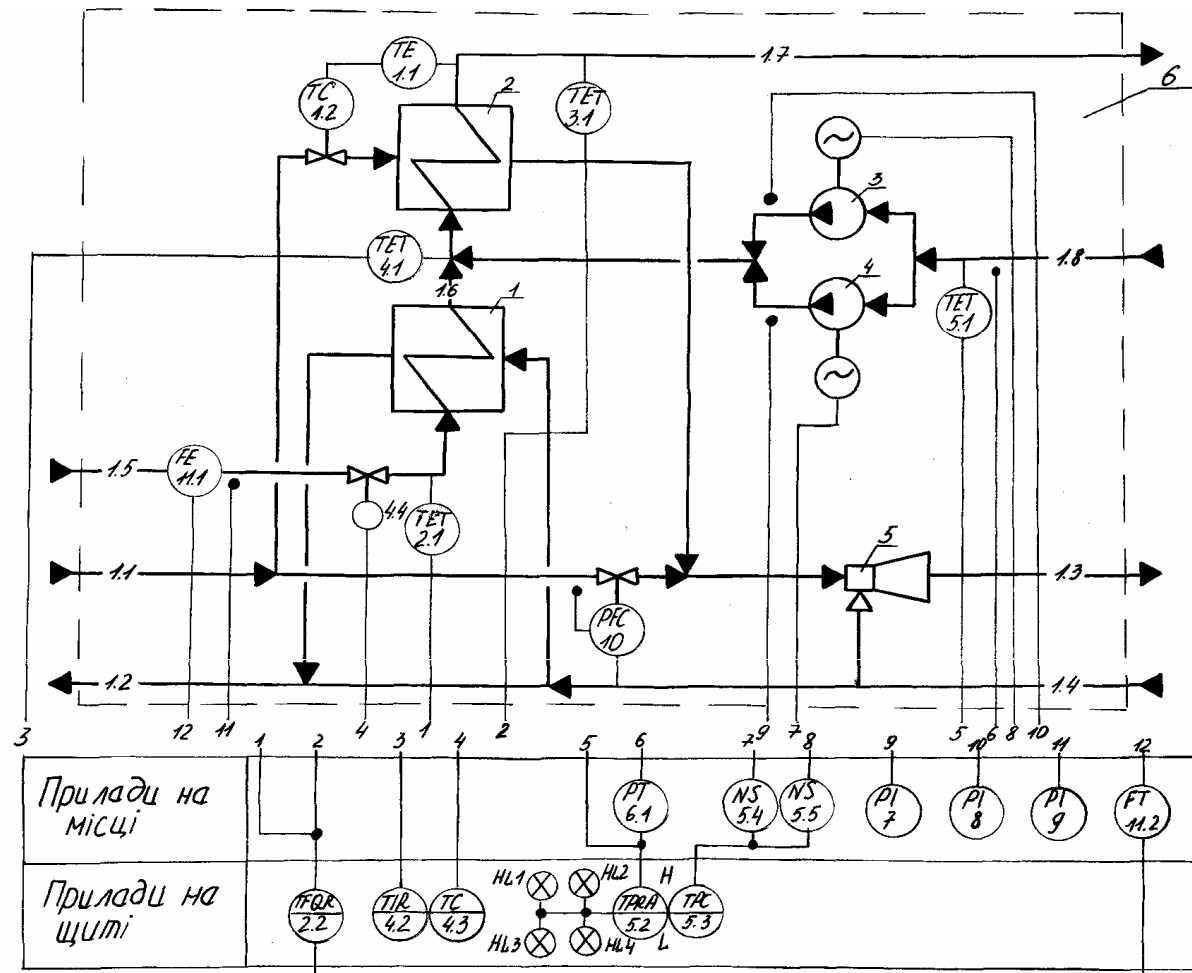 TE
1.1
1.7
6
TC
1.2
2
TET
3.1
3
TET
4.1
1.8
4
1.6
1
TET
5.1
1.5
FE
11.1
4.4
TET
2.1
5
1.1
1.3
PFC
10
1.2
1.4
3 12 11 4 1 2 9 7 5 6 8 10
1 2 3 4 5 6 7 8 9 10 11 12
Прилади на
місці
PT
6.1
NS
5.4
NS
5.5
PI
7
PI
8
PI
9
FT
11.2
Прилади на
щиті
TFQR
2.2
TIR
4.2
TC
4.3
HL1
HL2
HL3
HL4
H
TPRA
5.2
L
TPC
5.3